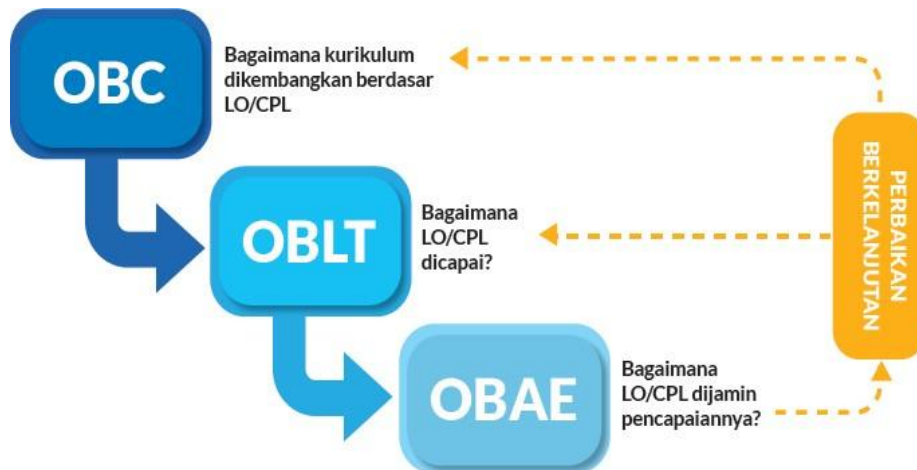 OBC
Bagaimana kurikulum
dikembangkan berdasar
LO/CPL
OBLT
Bagaimana
LO/CPL
dicapai?
OBAE
Bagaimana
LO/CPL dijamin
pencapaiannya?
PERBAIKAN
BERKELANJUTAN